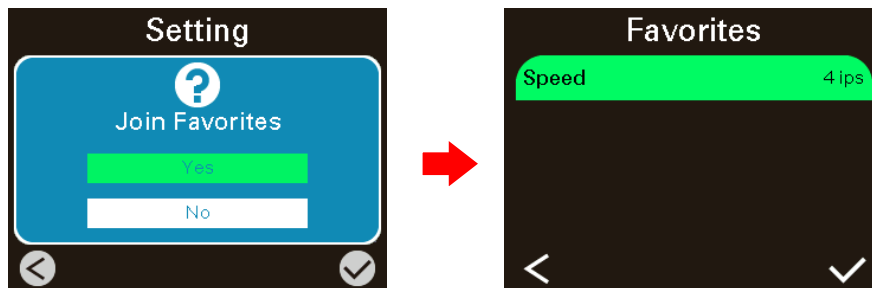 Setting
?
Join Favorites
Yes
No
Favorites
Speed 4 ips